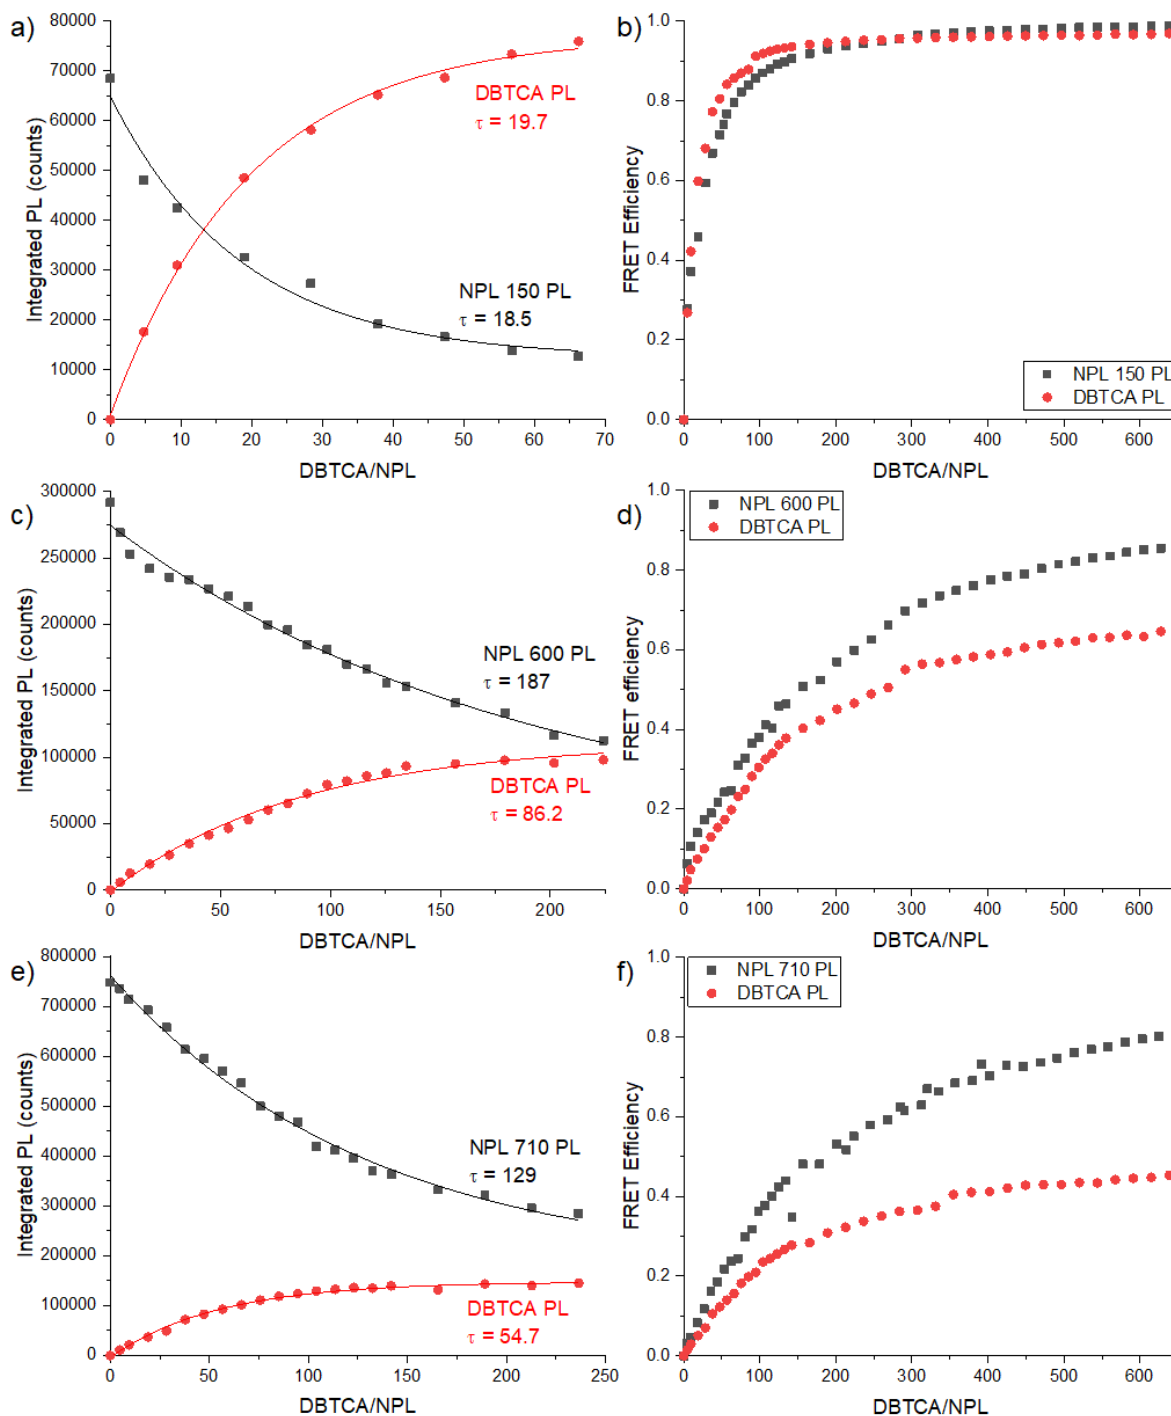 a)
80000
70000
60000
50000
40000
30000
20000
10000
0
Integrated PL (counts)
DBTCA PL
τ = 19.7
NPL 150 PL
τ = 18.5
0 10 20 30 40 50 60 70
DBTCA/NPL
b)
1.0
0.8
0.6
0.4
0.2
0.0
FRET Efficiency
NPL 150 PL
DBTCA PL
0 100 200 300 400 500 600
DBTCA/NPL
c)
300000
250000
200000
150000
100000
50000
0
Integrated PL (counts)
NPL 600 PL
τ = 187
DBTCA PL
τ = 86.2
0 50 100 150 200
DBTCA/NPL
d)
1.0
0.8
0.6
0.4
0.2
0.0
FRET efficiency
NPL 600 PL
DBTCA PL
0 100 200 300 400 500 600
DBTCA/NPL
e)
800000
700000
600000
500000
400000
300000
200000
100000
0
Integrated PL (counts)
NPL 710 PL
τ = 129
DBTCA PL
τ = 54.7
0 50 100 150 200 250
DBTCA/NPL
f)
1.0
0.8
0.6
0.4
0.2
0.0
FRET Efficiency
NPL 710 PL
DBTCA PL
0 100 200 300 400 500 600
DBTCA/NPL